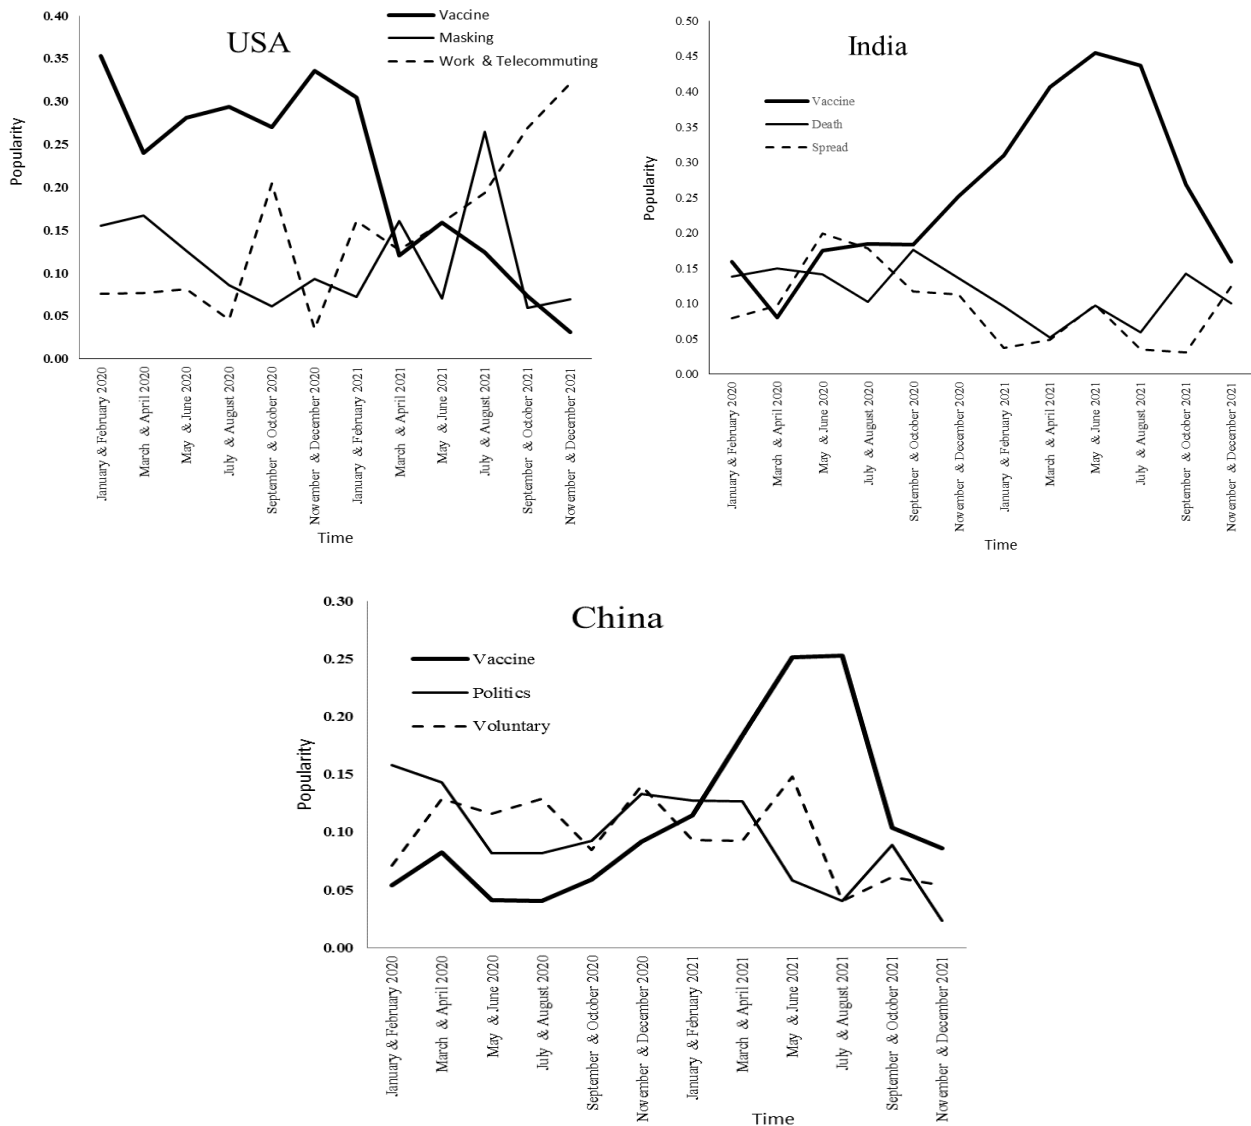 USA
Vaccine
Masking
Work & Telecommuting
Popularity
0.40
0.35
0.30
0.25
0.20
0.15
0.10
0.05
0.00
January & February 2020
March & April 2020
May & June 2020
July & August 2020
September & October 2020
November & December 2020
January & February 2021
March & April 2021
May & June 2021
July & August 2021
September & October 2021
November & December 2021
Time
India
Vaccine
Death
Spread
Popularity
0.50
0.45
0.40
0.35
0.30
0.25
0.20
0.15
0.10
0.05
0.00
January & February 2020
March & April 2020
May & June 2020
July & August 2020
September & October 2020
November & December 2020
January & February 2021
March & April 2021
May & June 2021
July & August 2021
September & October 2021
November & December 2021
Time
China
Vaccine
Politics
Voluntary
Popularity
0.30
0.25
0.20
0.15
0.10
0.05
0.00
January & February 2020
March & April 2020
May & June 2020
July & August 2020
September & October 2020
November & December 2020
January & February 2021
March & April 2021
May & June 2021
July & August 2021
September & October 2021
November & December 2021
Time